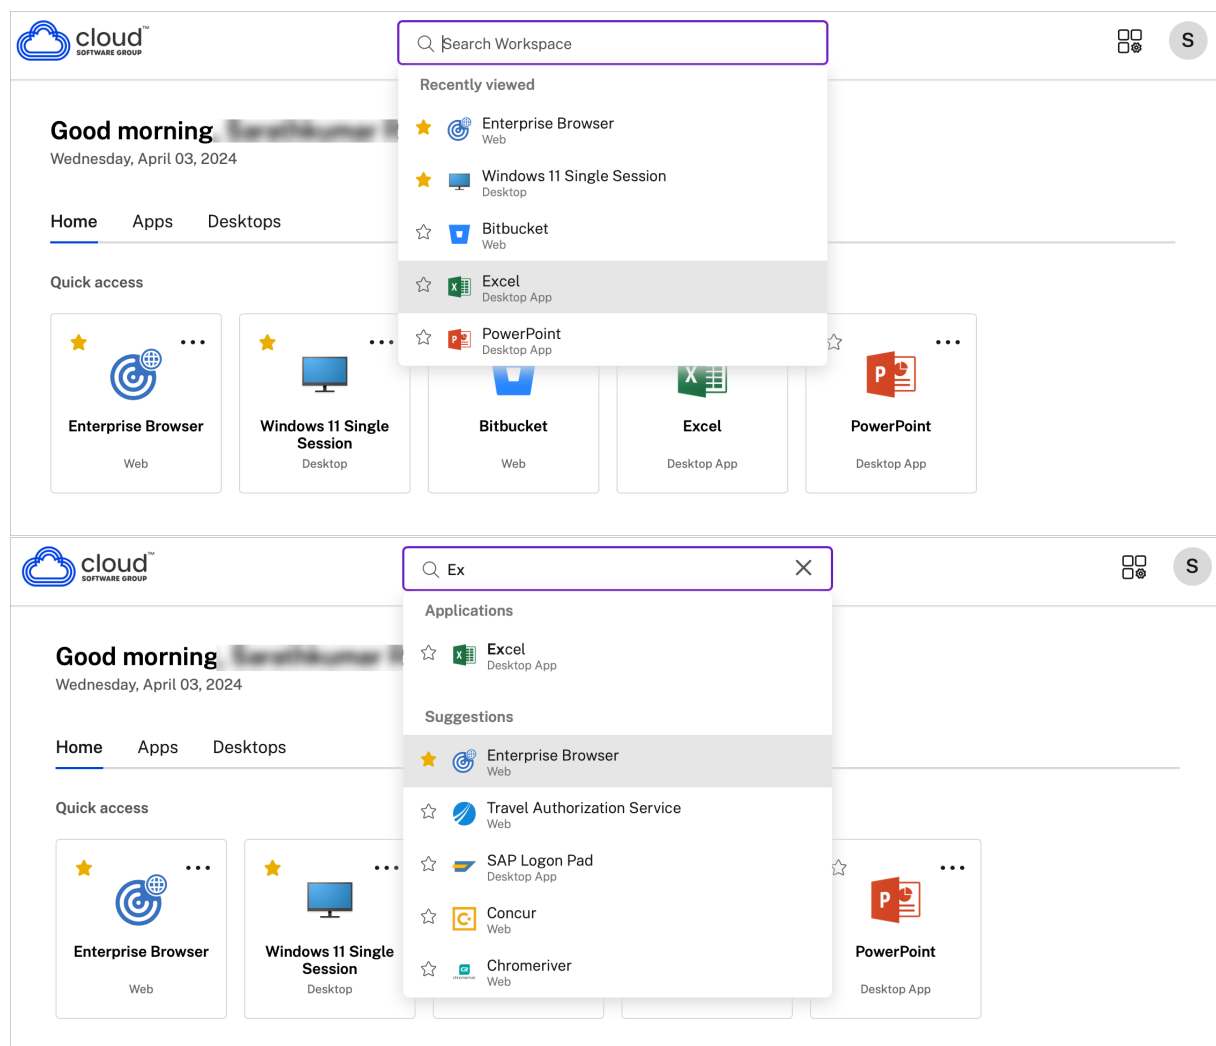 cloud™
SOFTWARE GROUP
Search Workspace
S
Recently viewed
Enterprise Browser
Web
Windows 11 Single Session
Desktop
Bitbucket
Web
Excel
Desktop App
PowerPoint
Desktop App
Good morning,
Wednesday, April 03, 2024
Home Apps Desktops
Quick access
Enterprise Browser
Web
Windows 11 Single
Session
Desktop
Bitbucket
Web
Excel
Desktop App
PowerPoint
Desktop App
cloud™
SOFTWARE GROUP
Ex
S
Applications
Excel
Desktop App
Suggestions
Enterprise Browser
Web
Travel Authorization Service
Web
SAP Logon Pad
Desktop App
Concur
Web
Chromeriver
Web
Good morning,
Wednesday, April 03, 2024
Home Apps Desktops
Quick access
Enterprise Browser
Web
Windows 11 Single
Session
Desktop
PowerPoint
Desktop App